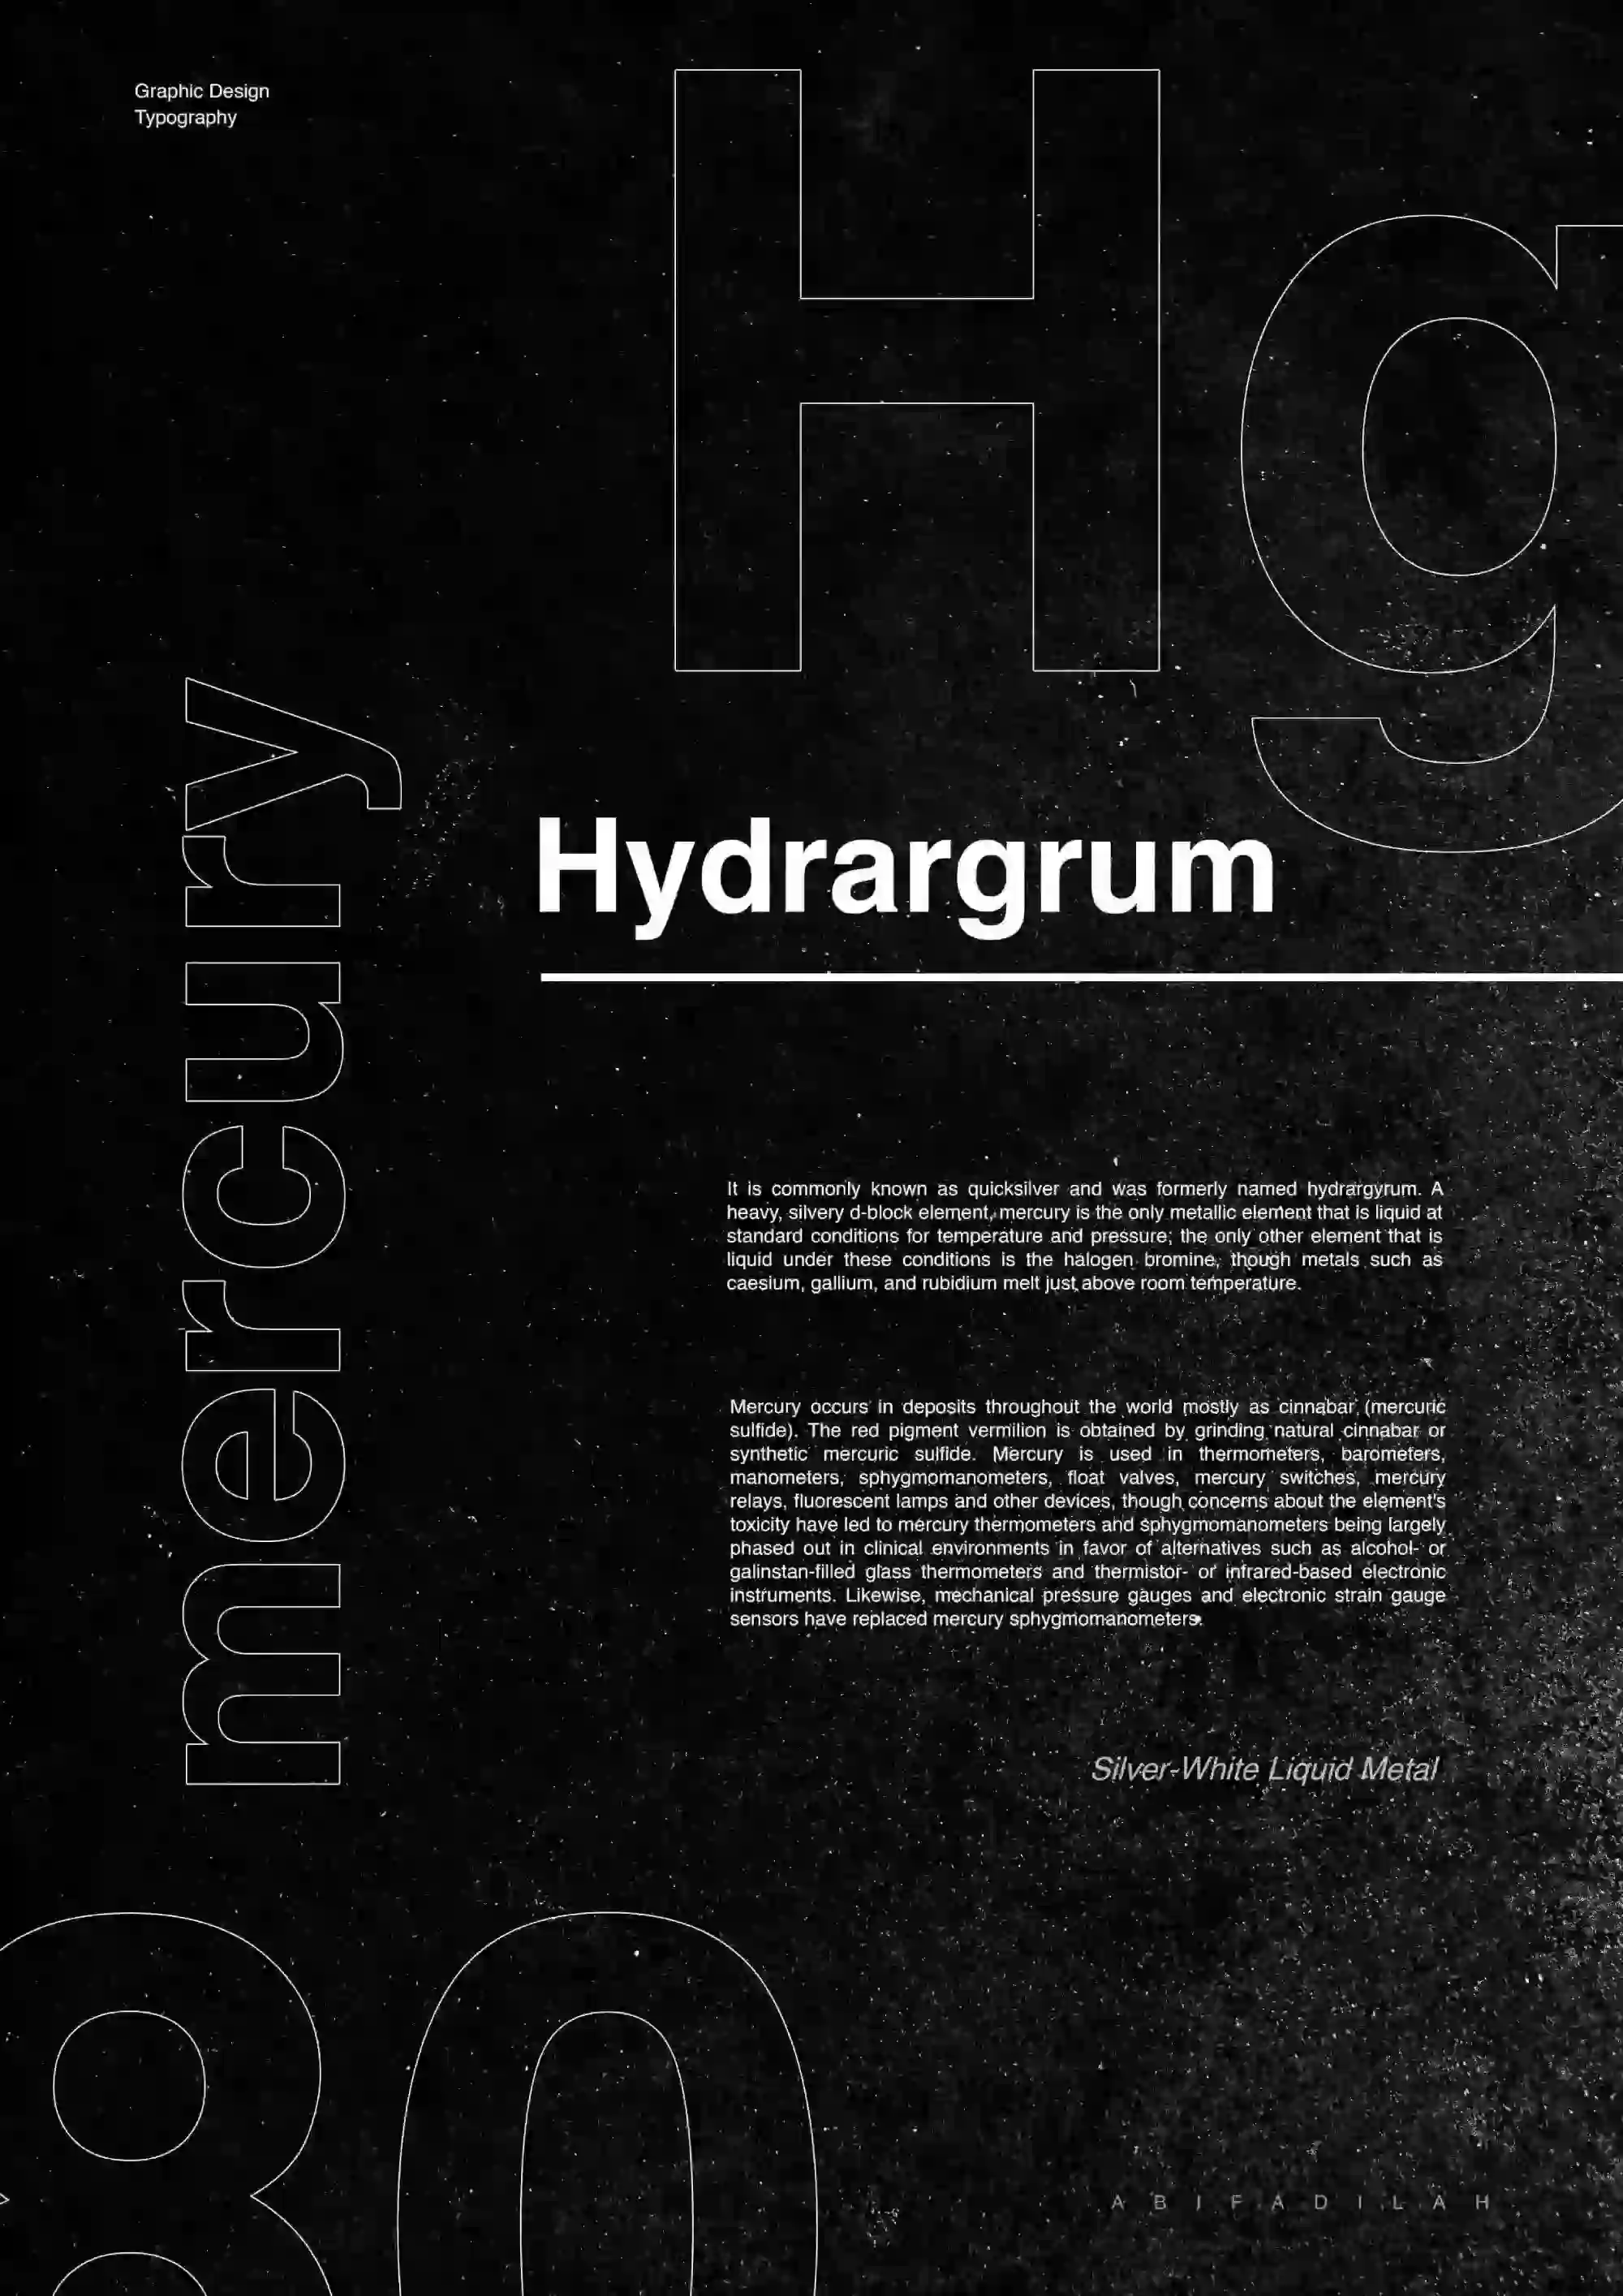 Graphic Design
Typography
Hg
mercury
Hydrargrum
It is commonly known as quicksilver and was formerly named hydrargyrum. A
heavy, silvery d-block element, mercury is the only metallic element that is liquid at
standard conditions for temperature and pressure; the only other element that is
liquid under these conditions is the halogen bromine, though metals such as
caesium, gallium, and rubidium melt just above room temperature.
Mercury occurs in deposits throughout the world mostly as cinnabar (mercuric
sulfide). The red pigment vermilion is obtained by grinding natural cinnabar or
synthetic mercuric sulfide. Mercury is used in thermometers, barometers,
manometers, sphygmomanometers, float valves, mercury switches, mercury
relays, fluorescent lamps and other devices, though concerns about the element's
toxicity have led to mercury thermometers and sphygmomanometers being largely
phased out in clinical environments in favor of alternatives such as alcohol- or
galinstan-filled glass thermometers and thermistor- or infrared-based electronic
instruments. Likewise, mechanical pressure gauges and electronic strain gauge
sensors have replaced mercury sphygmomanometers.
Silver-White Liquid Metal
80
ABIFADILAH